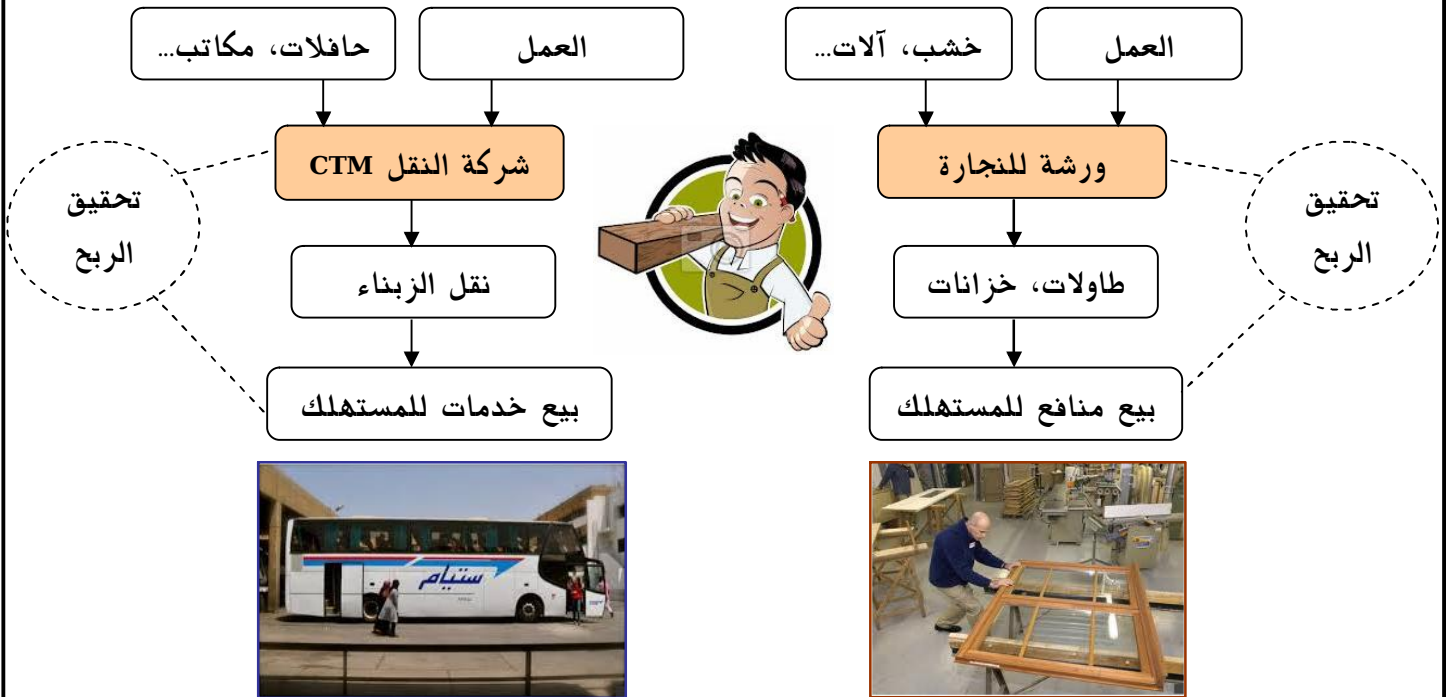 العمل
خشب، آلات...
العمل
حافلات، مكاتب...
ورشة للنجارة
شركة النقل CTM
تحقيق
الربح
تحقيق
الربح
طاولات، خزانات
نقل الزبناء
بيع منافع للمستهلك
بيع خدمات للمستهلك
ستيام